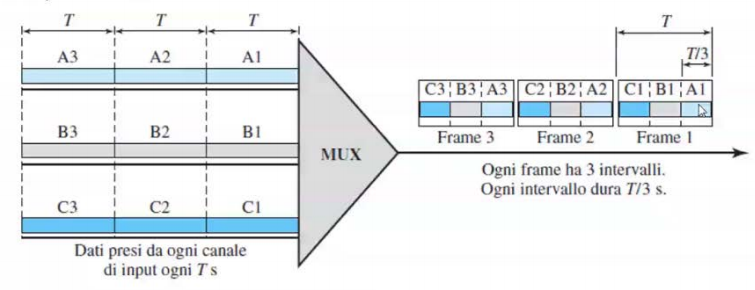 T T T
A3 A2 A1
B3 B2 B1
C3 C2 C1
Dati presi da ogni canale
di input ogni T s
MUX
T
T/3
C3 B3 A3 C2 B2 A2 C1 B1 A1
Frame 3 Frame 2 Frame 1
Ogni frame ha 3 intervalli.
Ogni intervallo dura T/3 s.